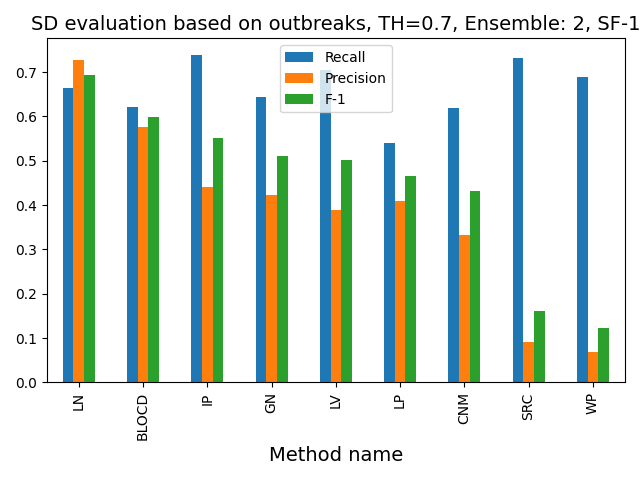 SD evaluation based on outbreaks, TH=0.7, Ensemble: 2, SF-1
Recall
Precision
F-1
0.7
0.6
0.5
0.4
0.3
0.2
0.1
0.0
LN
BLOCD
IP
GN
LV
LP
CNM
SRC
WP
Method name